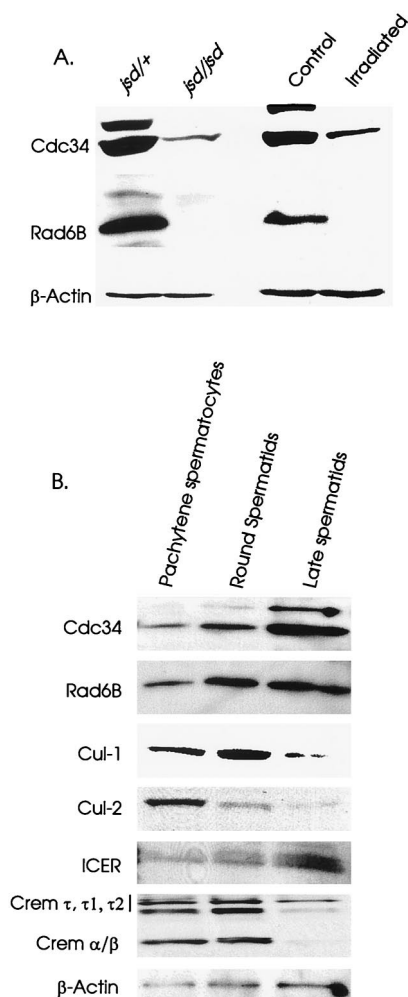 A.
jsd/+
jsd/jsd
Control
Irradiated
Cdc34
Rad6B
β-Actin
B.
Pachytene spermatocytes
Round Spermatids
Late spermatids
Cdc34
Rad6B
Cul-1
Cul-2
ICER
Crem τ, τ1, τ2
Crem α/β
β-Actin